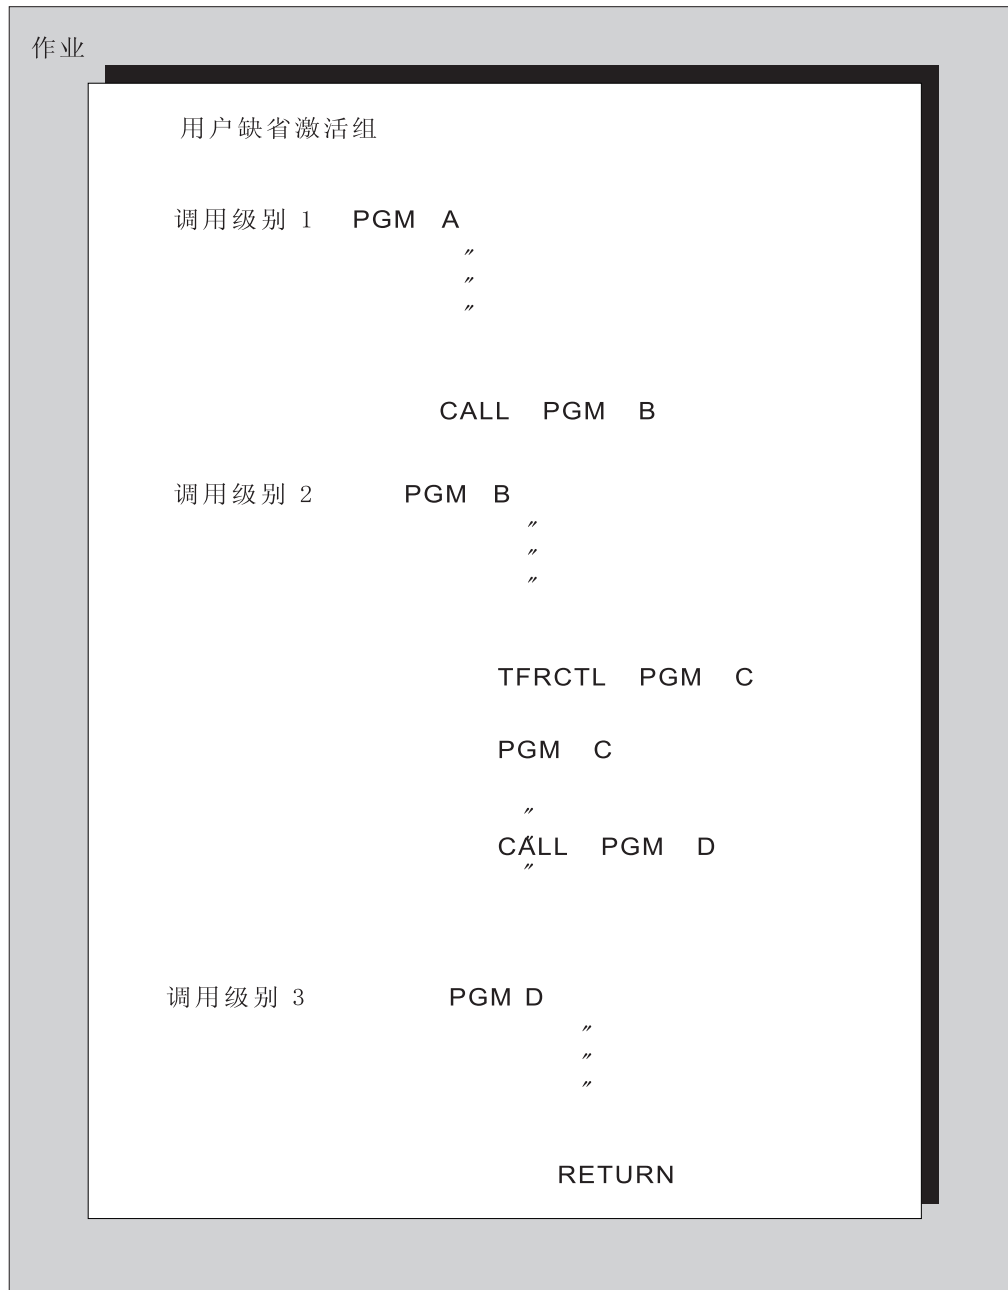 作业
用户缺省激活组
调用级别 1 PGM A
〃
〃
〃
CALL PGM B
调用级别 2 PGM B
〃
〃
〃
TFRCTL PGM C
PGM C
〃
CALL PGM D
〃
〃
调用级别 3 PGM D
〃
〃
〃
RETURN